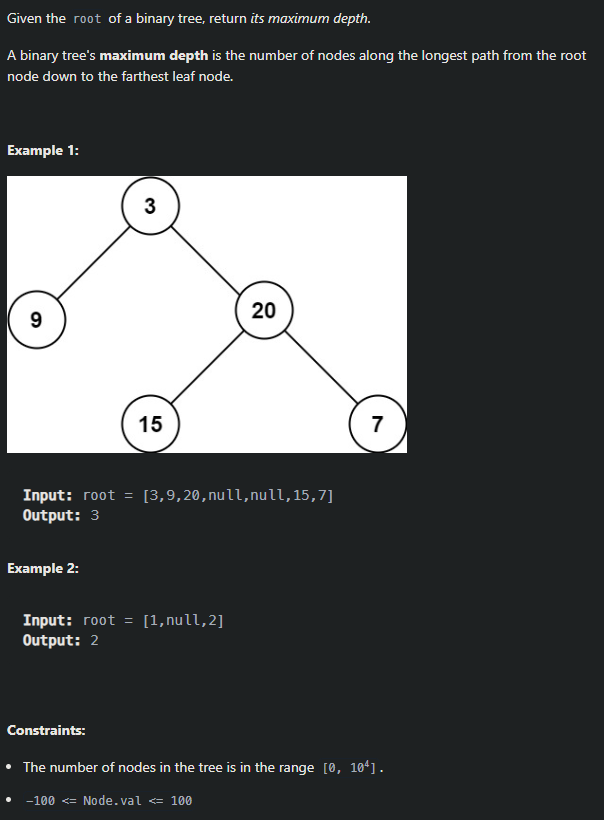 Given the root of a binary tree, return its maximum depth.
A binary tree's maximum depth is the number of nodes along the longest path from the root
node down to the farthest leaf node.
Example 1:
3
9
20
15
7
Input: root = [3,9,20,null,null,15,7]
Output: 3
Example 2:
Input: root = [1,null,2]
Output: 2
Constraints:
• The number of nodes in the tree is in the range [0, 10⁴].
• -100 <= Node.val <= 100